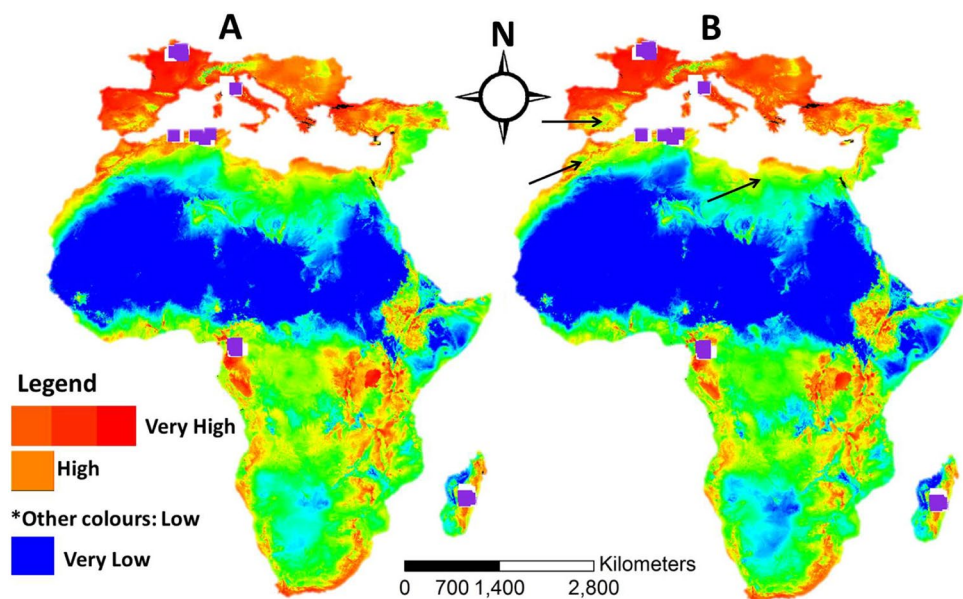 A
N
B
Legend
Very High
High
*Other colours: Low
Very Low
Kilometers
0 700 1,400 2,800